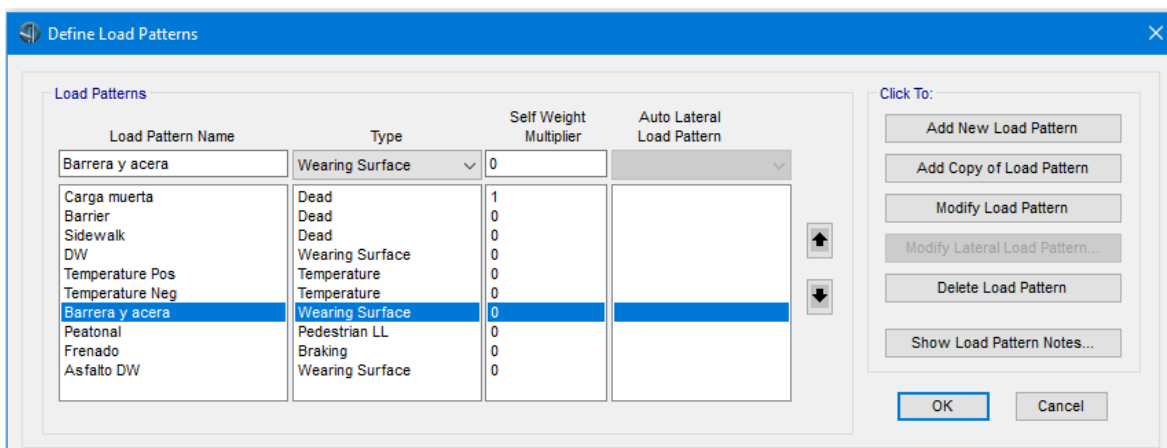 Define Load Patterns
Load Patterns
Click To:
Load Pattern Name Type Self Weight Multiplier Auto Lateral Load Pattern
Barrera y acera Wearing Surface 0
Carga muerta Dead 1
Barrier Dead 0
Sidewalk Dead 0
DW Wearing Surface 0
Temperature Pos Temperature 0
Temperature Neg Temperature 0
Barrera y acera Wearing Surface 0
Peatonal Pedestrian LL 0
Frenado Braking 0
Asfalto DW Wearing Surface 0
Add New Load Pattern
Add Copy of Load Pattern
Modify Load Pattern
Modify Lateral Load Pattern...
Delete Load Pattern
Show Load Pattern Notes...
OK Cancel